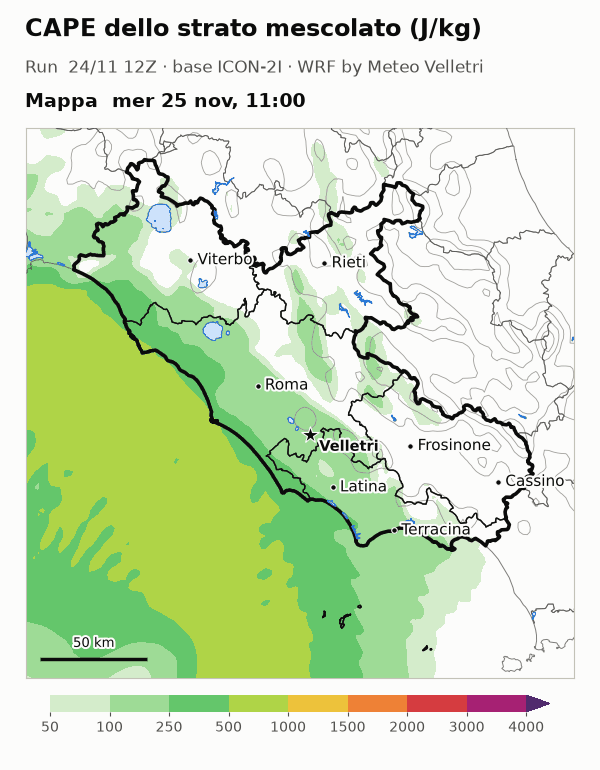 CAPE dello strato mescolato (J/kg)
Run 24/11 12Z · base ICON-2I · WRF by Meteo Velletri
Mappa mer 25 nov, 11:00
Viterbo
Rieti
Roma
Velletri
Frosinone
Latina
Cassino
Terracina
50 km
50 100 250 500 1000 1500 2000 3000 4000